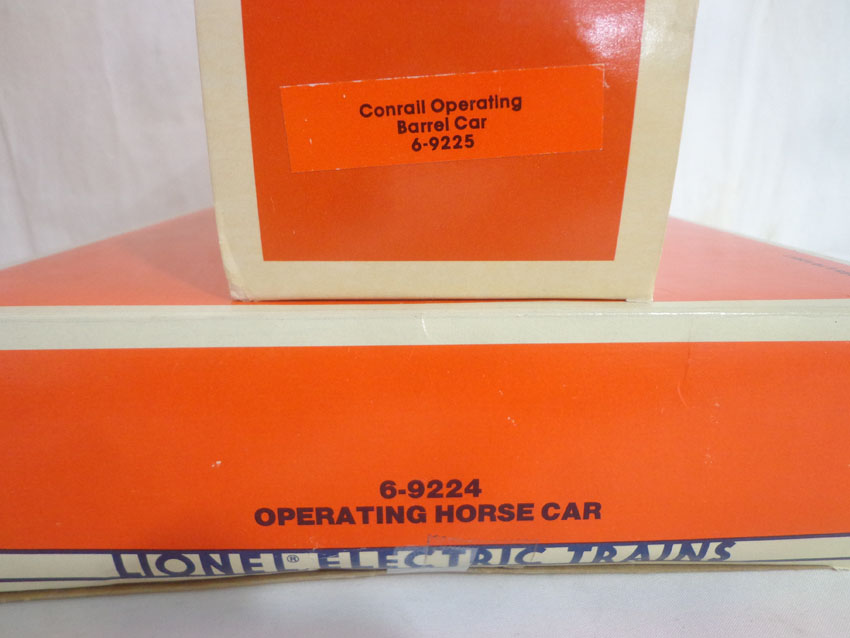 Conrail Operating
Barrel Car
6-9225
6-9224
OPERATING HORSE CAR
LIONEL® ELECTRIC TRAINS